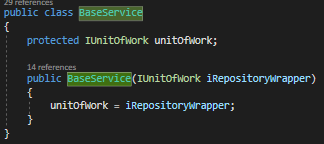 29 references
public class BaseService
{
protected IUnitOfWork unitOfWork;
14 references
public BaseService(IUnitOfWork iRepositoryWrapper)
{
unitOfWork = iRepositoryWrapper;
}
}